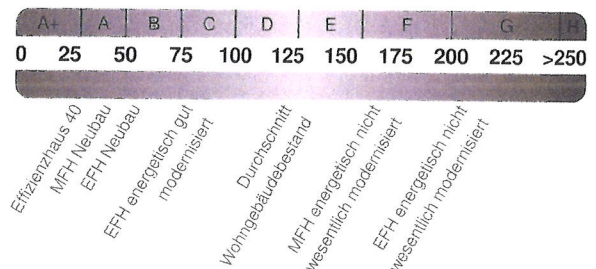 A+ A B C D E F G H
0 25 50 75 100 125 150 175 200 225 >250
Effizienzhaus 40
MFH Neubau
EFH Neubau
EFH energetisch gut
modernisiert
Durchschnitt
Wohngebäudebestand
MFH energetisch nicht
wesentlich modernisiert
EFH energetisch nicht
wesentlich modernisiert